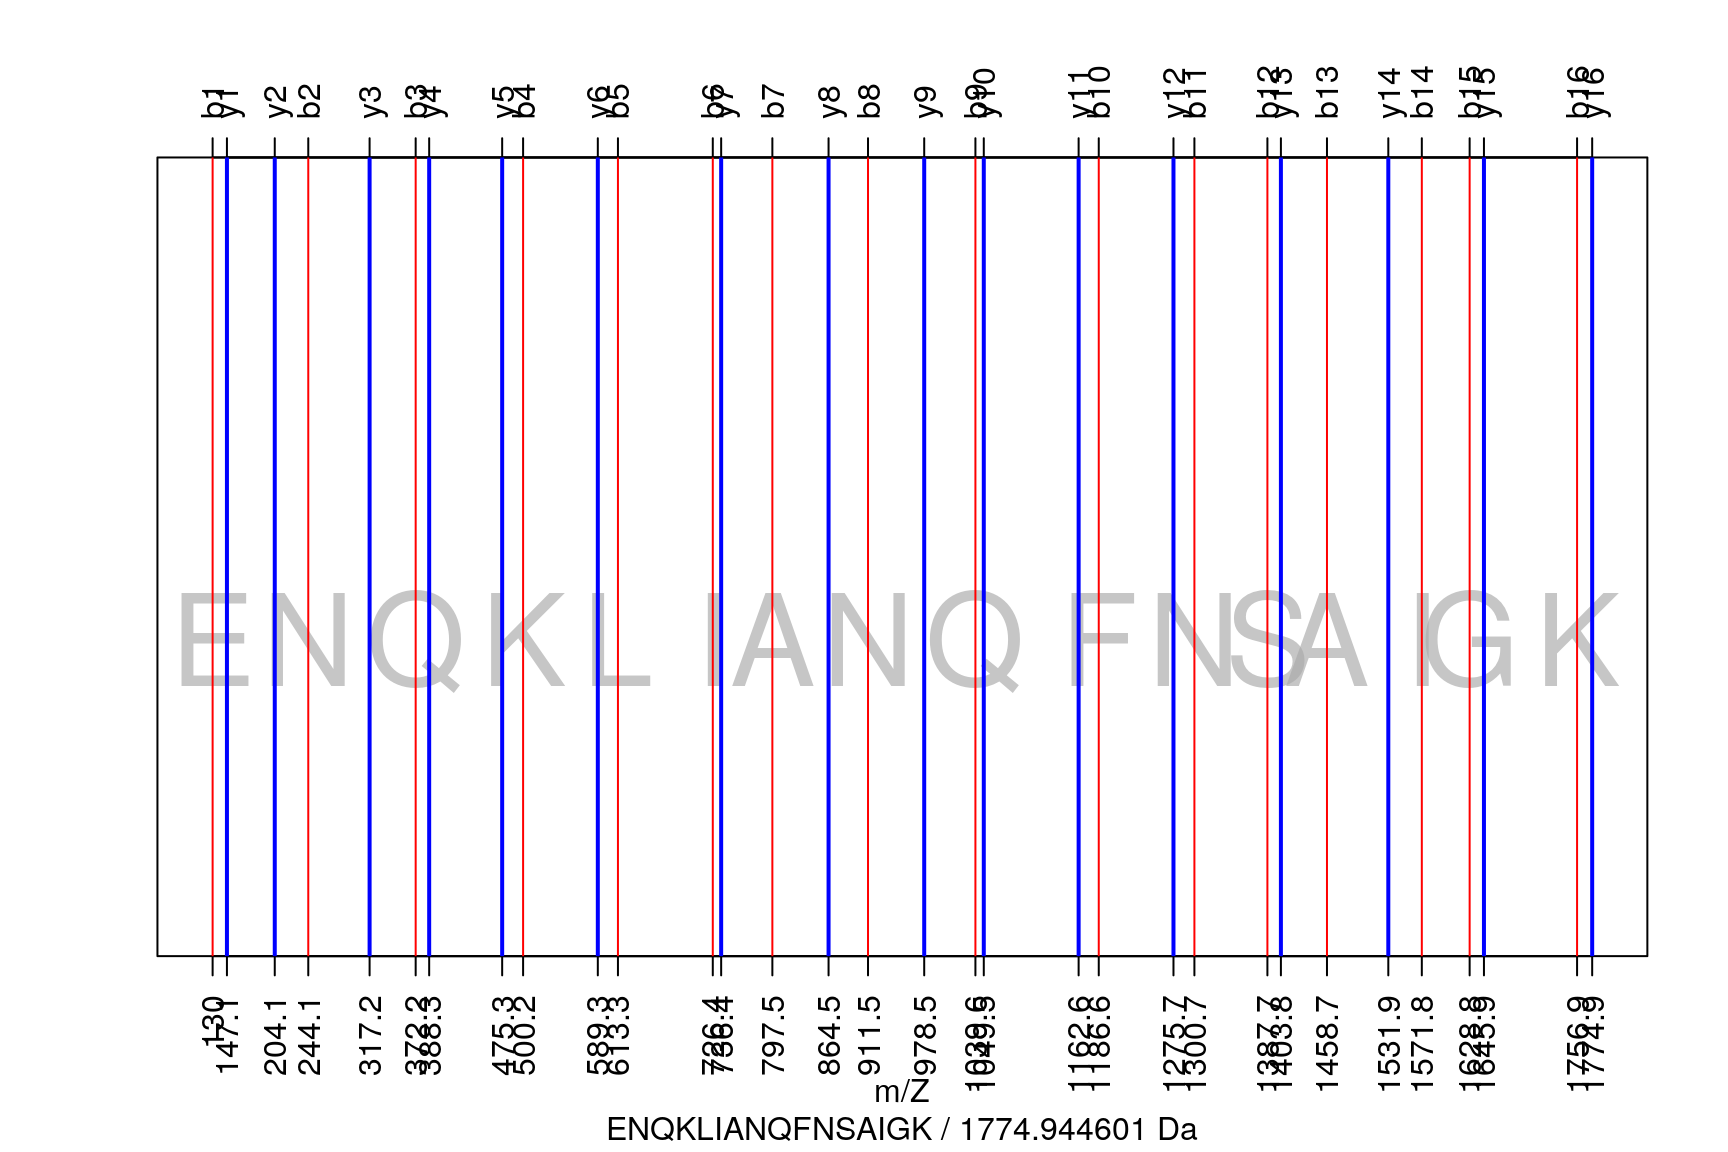 b1 y1 y2 b2 y3 b3 y4 y5 b4 y6 b5 b6 y7 b7 y8 b8 y9 b9 y10 y11 b10 y12 b11 b12 y13 b13 y14 b14 b15 y15 b16 y16
ENQKLIANQFNSAIGK
130 147.1 204.1 244.1 317.2 372.2 388.3 475.3 500.2 589.3 613.3 726.4 736.4 797.5 864.5 911.5 978.5 1039.6 1049.5 1162.6 1186.6 1275.7 1300.7 1387.7 1403.8 1458.7 1531.9 1571.8 1628.8 1645.9 1756.9 1774.9
m/Z
ENQKLIANQFNSAIGK / 1774.944601 Da